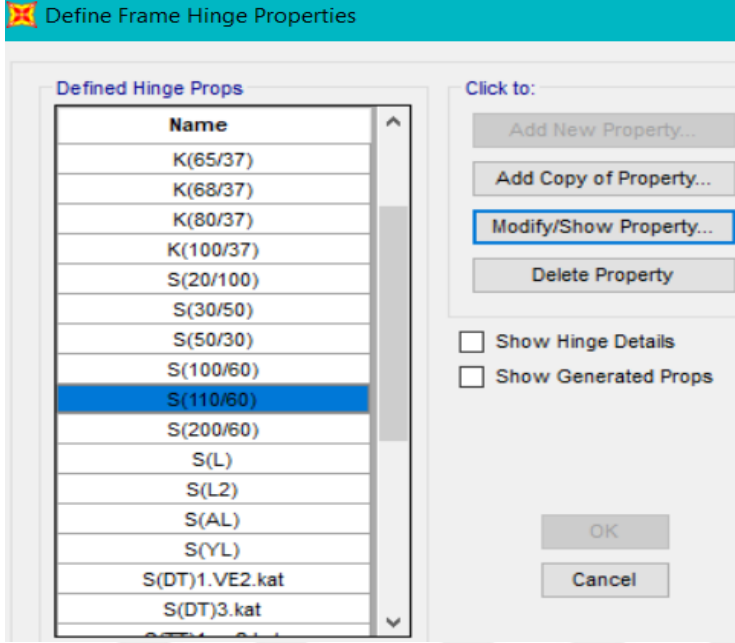 Define Frame Hinge Properties
Defined Hinge Props
Name
K(65/37)
K(68/37)
K(80/37)
K(100/37)
S(20/100)
S(30/50)
S(50/30)
S(100/60)
S(110/60)
S(200/60)
S(L)
S(L2)
S(AL)
S(YL)
S(DT)1.VE2.kat
S(DT)3.kat
Click to:
Add New Property...
Add Copy of Property...
Modify/Show Property...
Delete Property
Show Hinge Details
Show Generated Props
OK
Cancel